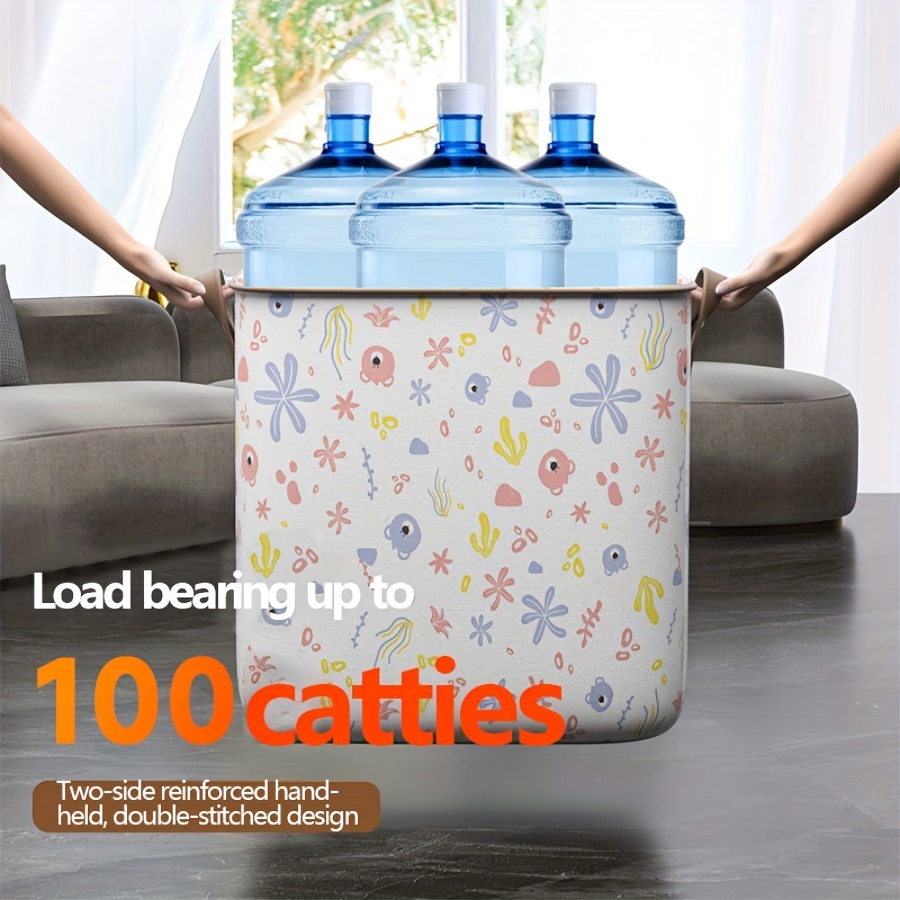 Load bearing up to
100 catties
Two-side reinforced hand-
held, double-stitched design